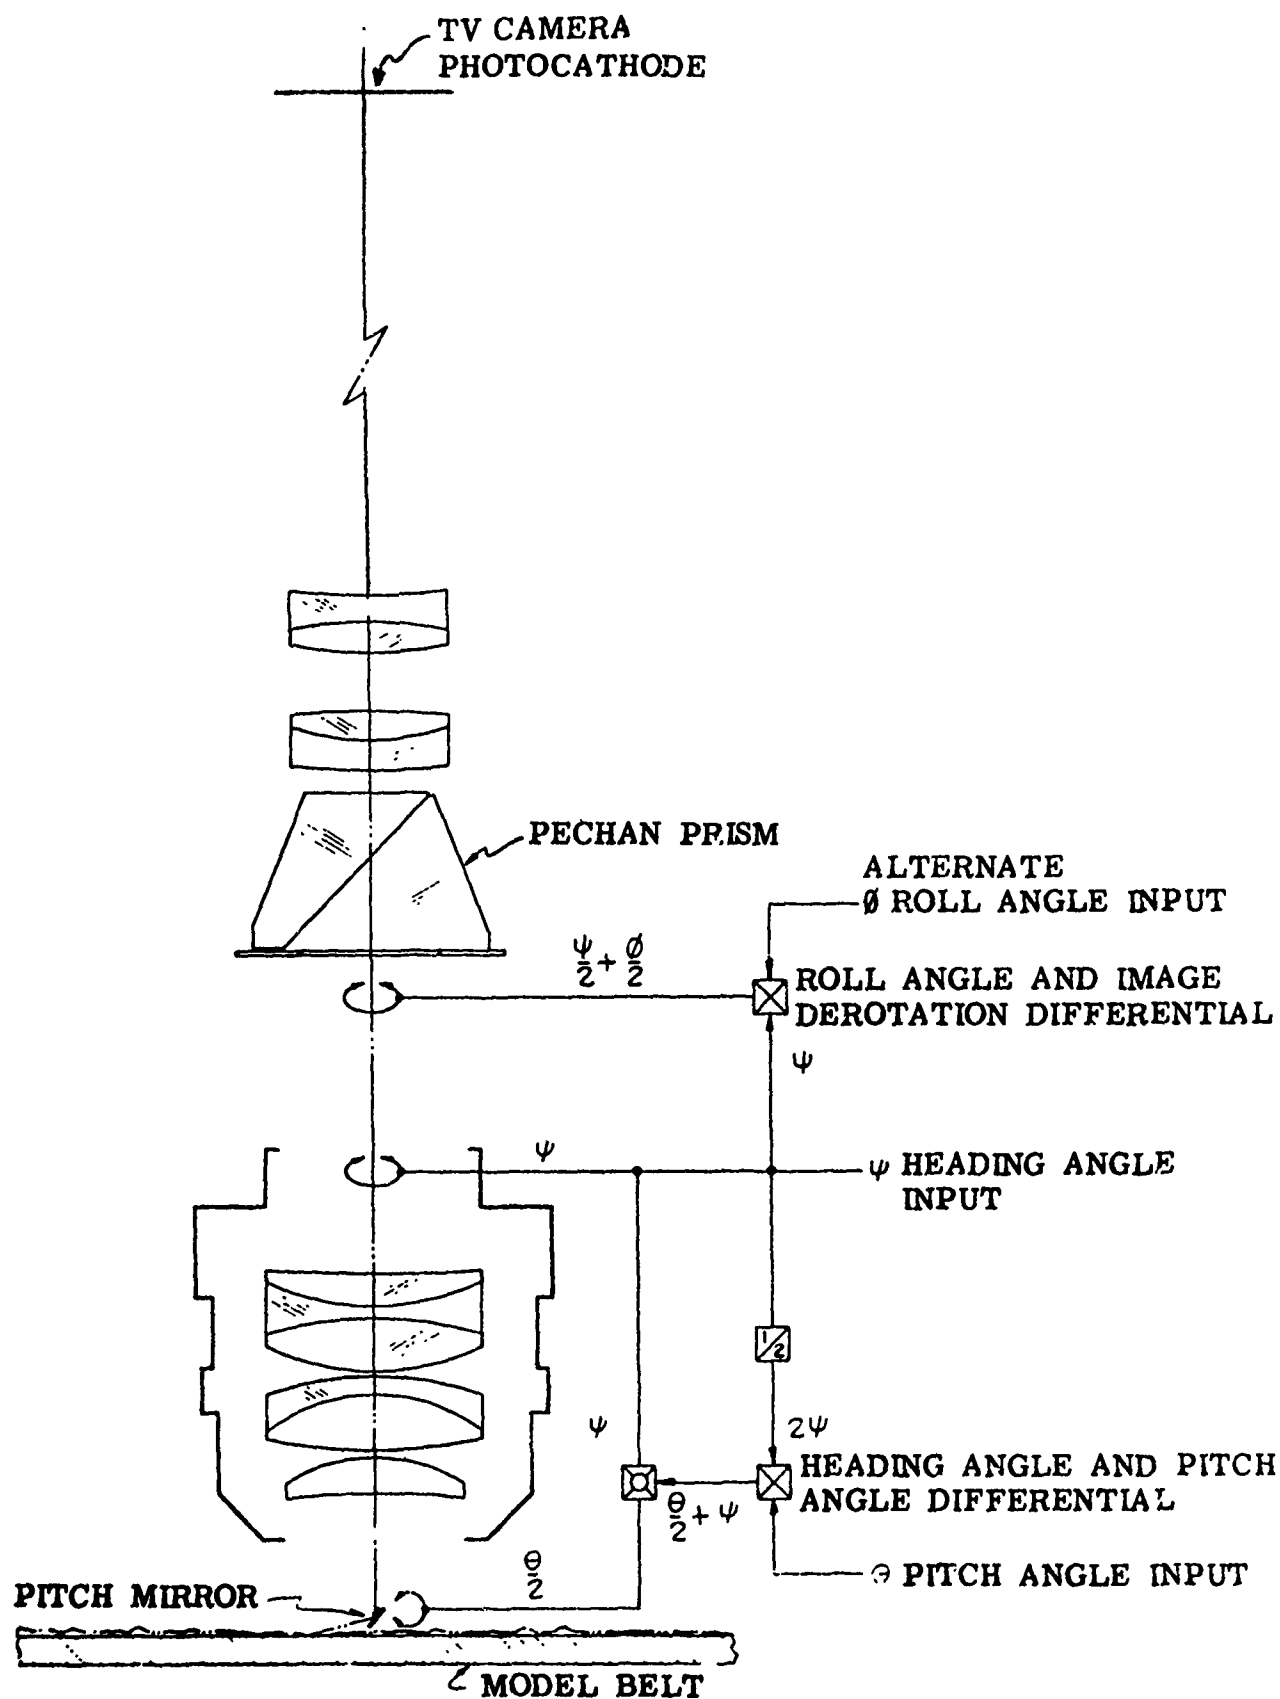 TV CAMERA
PHOTOCATHODE
PECHAN PRISM
ALTERNATE
Ø ROLL ANGLE INPUT
ψ/2 + Ø/2
ROLL ANGLE AND IMAGE
DEROTATION DIFFERENTIAL
ψ
ψ
ψ HEADING ANGLE
INPUT
1/2
ψ
2ψ
HEADING ANGLE AND PITCH
ANGLE DIFFERENTIAL
θ/2 + ψ
θ/2
θ PITCH ANGLE INPUT
PITCH MIRROR
MODEL BELT